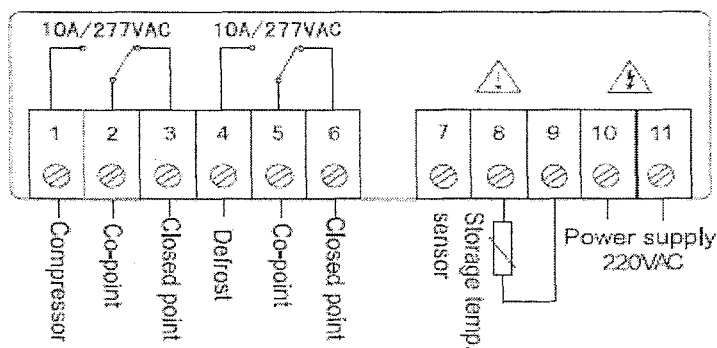 10A/277VAC 10A/277VAC
1 2 3 4 5 6 7 8 9 10 11
Compressor
Co-point
Closed point
Defrost
Co-point
Closed point
Storage temp.
sensor
Power supply
220VAC